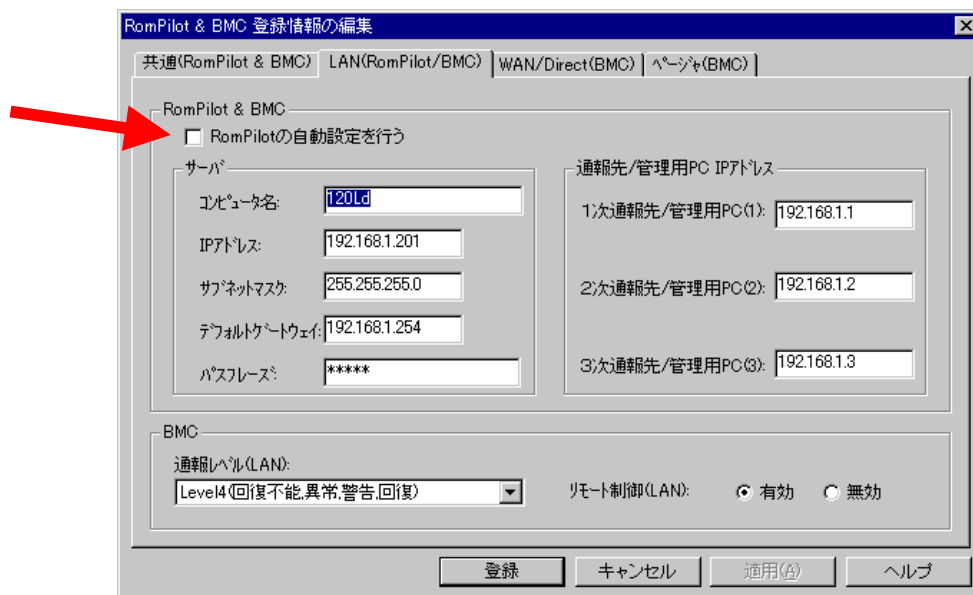 RomPilot & BMC 登録情報の編集
共通(RomPilot & BMC) LAN(RomPilot/BMC) WAN/Direct(BMC) ﾍﾟｰｼﾞｬ(BMC)
RomPilot & BMC
RomPilotの自動設定を行う
ｻｰﾊﾞ
ｺﾝﾋﾟｭｰﾀ名: 120Ld
IPｱﾄﾞﾚｽ: 192.168.1.201
ｻﾌﾞﾈｯﾄﾏｽｸ: 255.255.255.0
ﾃﾞﾌｫﾙﾄｹﾞｰﾄｳｪｲ: 192.168.1.254
ﾊﾟｽﾌﾚｰｽﾞ: *****
通報先/管理用PC IPｱﾄﾞﾚｽ
1次通報先/管理用PC(1): 192.168.1.1
2次通報先/管理用PC(2): 192.168.1.2
3次通報先/管理用PC(3): 192.168.1.3
BMC
通報ﾚﾍﾞﾙ(LAN):
Level4(回復不能,異常,警告,回復)
ﾘﾓｰﾄ制御(LAN): 有効 無効
登録 キャンセル 適用(A) ヘルプ